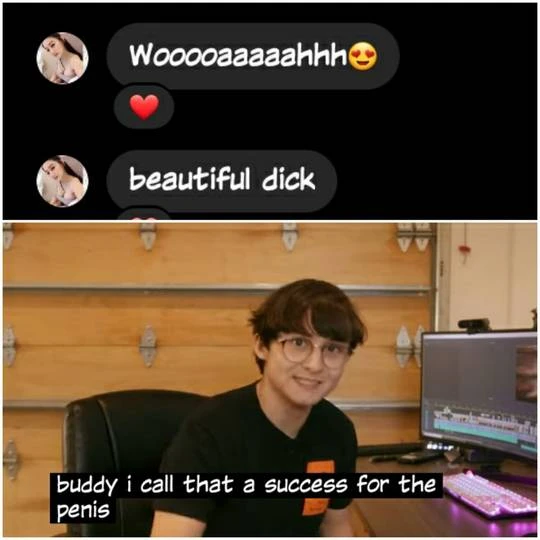 Wooooaaaaahhh😍
❤️
beautiful dick
buddy i call that a success for the
penis